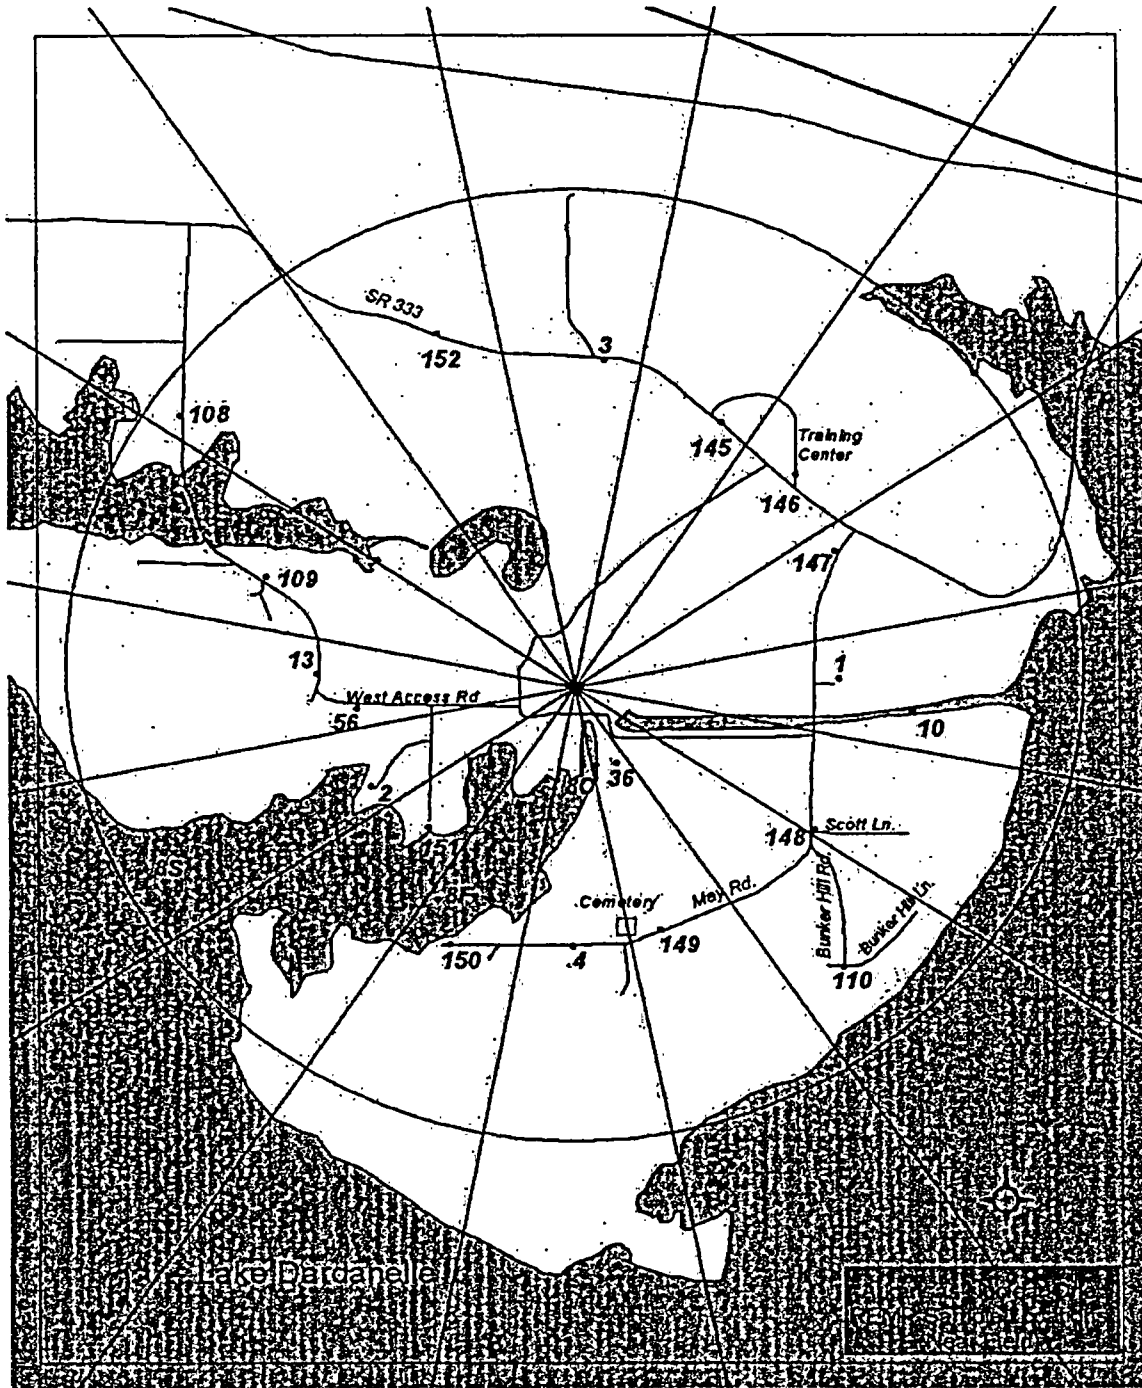 SR 333
3
152
108
145
Training
Center
146
147
109
13
1
West Access Rd
56
10
36
2
148
Scott Ln.
Bunker Hill Rd.
Bunker Hill Ln.
May Rd.
Cemetery
149
150
4
110
Lake Dardanelle